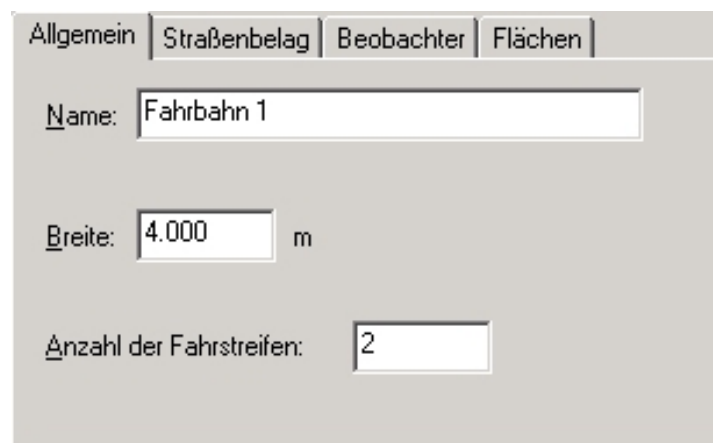 Allgemein Straßenbelag Beobachter Flächen
Name: Fahrbahn 1
Breite: 4.000 m
Anzahl der Fahrstreifen: 2